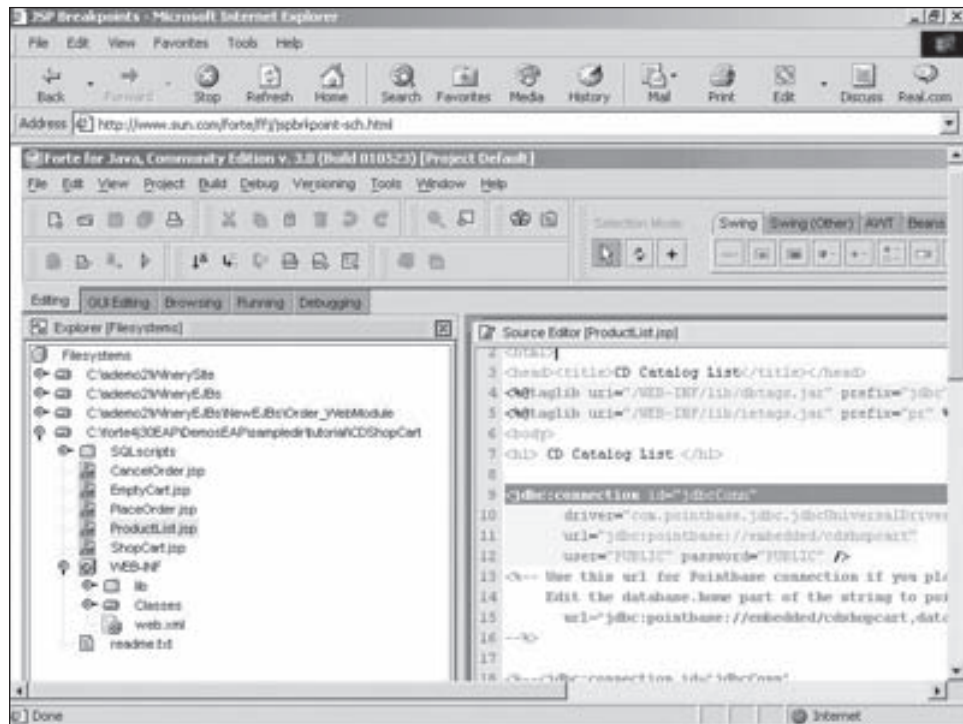 JSP Breakpoints - Microsoft Internet Explorer
File Edit View Favorites Tools Help
Back Forward Stop Refresh Home Search Favorites Media History Mail Print Edit Discuss Real.com
Address http://www.sun.com/forte/ffj/jspbrkpoint-sch.html
Forte for Java, Community Edition v. 3.0 (Build 010523) [Project Default]
File Edit View Project Build Debug Versioning Tools Window Help
Selection Mode Swing Swing (Other) AWT Beans
Editing GUI Editing Browsing Running Debugging
Explorer [Filesystems]
Filesystems
C:\ademo2\WinerySite
C:\ademo2\WineryEJBs
C:\ademo2\WineryEJBs\NewEJBs\Order_WebModule
C:\forte4j30EAP\DemosEAP\sampledir\tutorial\CDShopCart
SQLscripts
CancelOrder.jsp
EmptyCart.jsp
PlaceOrder.jsp
ProductList.jsp
ShopCart.jsp
WEB-INF
lib
Classes
web.xml
readme.txt
Source Editor [ProductList.jsp]
2 <html>
3 <head><title>CD Catalog List</title></head>
4 <%@taglib uri="/WEB-INF/lib/dbtags.jar" prefix="jdbc"
5 <%@taglib uri="/WEB-INF/lib/ietags.jar" prefix="pr" %
6 <body>
7 <h1> CD Catalog List </h1>
8
9 <jdbc:connection id="jdbcConn"
10 driver="com.pointbase.jdbc.jdbcUniversalDriver
11 url="jdbc:pointbase://embedded/cdshopcart"
12 user="PUBLIC" password="PUBLIC" />
13 <%-- Use this url for Pointbase connection if you pla
14 Edit the database.home part of the string to poi
15 url="jdbc:pointbase://embedded/cdshopcart,data
16 --%>
17
18 <%--<jdbc:connection id="jdbcConn"
Done Internet